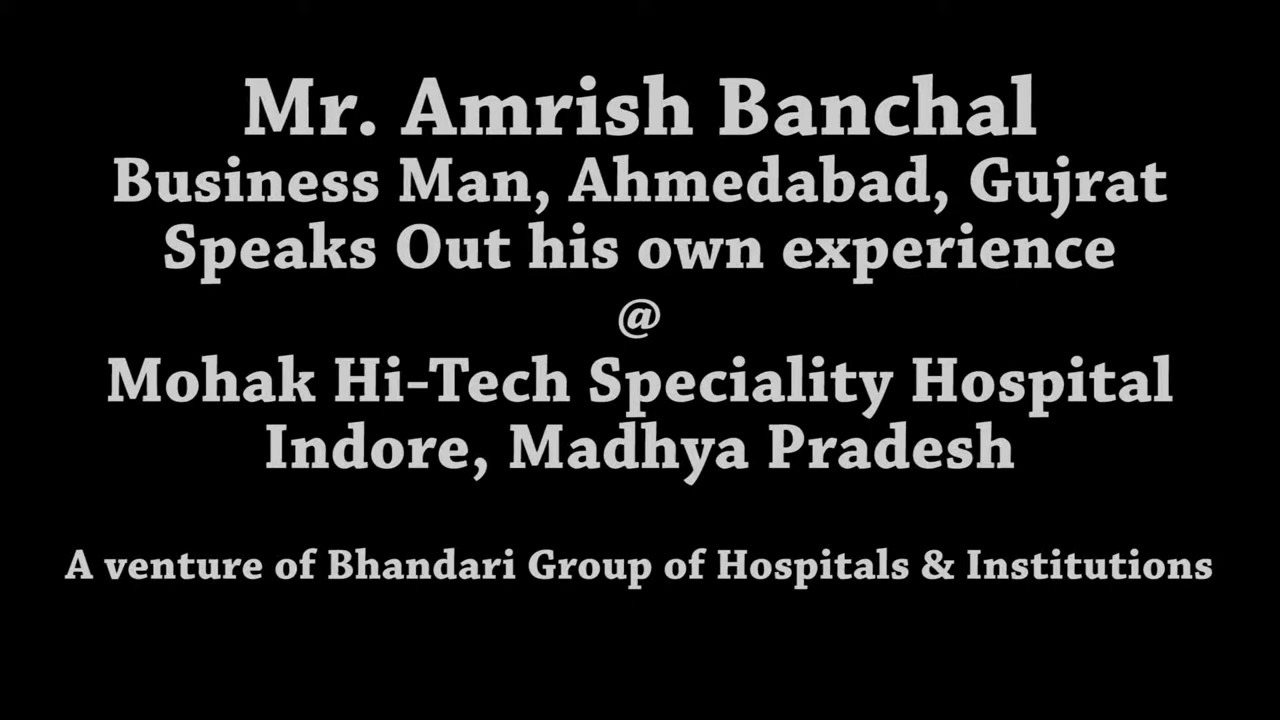 Mr. Amrish Banchal
Business Man, Ahmedabad, Gujrat
Speaks Out his own experience
@
Mohak Hi-Tech Speciality Hospital
Indore, Madhya Pradesh
A venture of Bhandari Group of Hospitals & Institutions